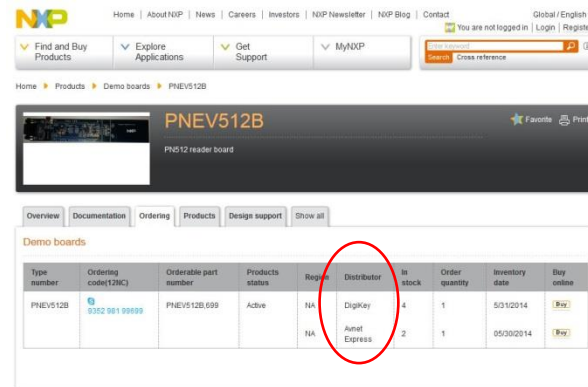 NXP
Home | About NXP | News | Careers | Investors | NXP Newsletter | NXP Blog | Contact
Global / English
You are not logged in | Login | Registe
Find and Buy Products
Explore Applications
Get Support
MyNXP
Enter keyword
Search Cross reference
Home Products Demo boards PNEV512B
PNEV512B
Favorite Print
PN512 reader board
Overview Documentation Ordering Products Design support Show all
Demo boards
Type number
Ordering code(12NC)
Orderable part number
Products status
Region
Distributor
In stock
Order quantity
Inventory date
Buy online
PNEV512B
9352 981 99699
PNEV512B,699
Active
NA DigiKey 4 1 5/31/2014 Buy
NA Avnet Express 2 1 05/30/2014 Buy